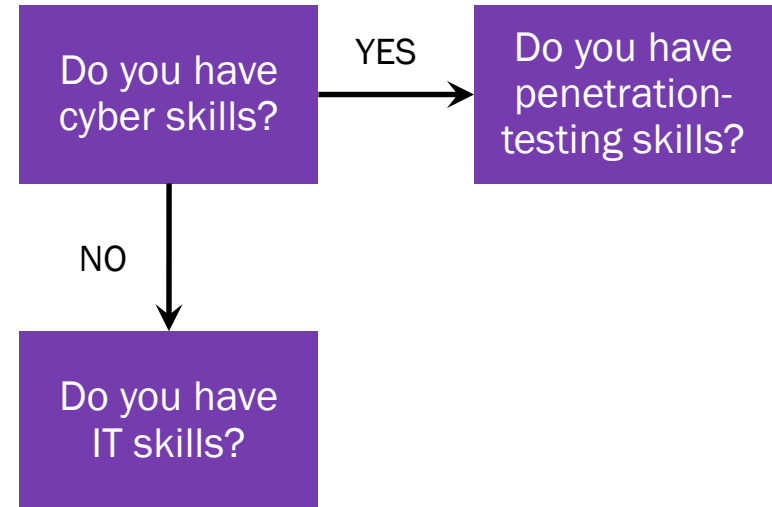 Do you have
cyber skills?
YES
Do you have
penetration-
testing skills?
NO
Do you have
IT skills?